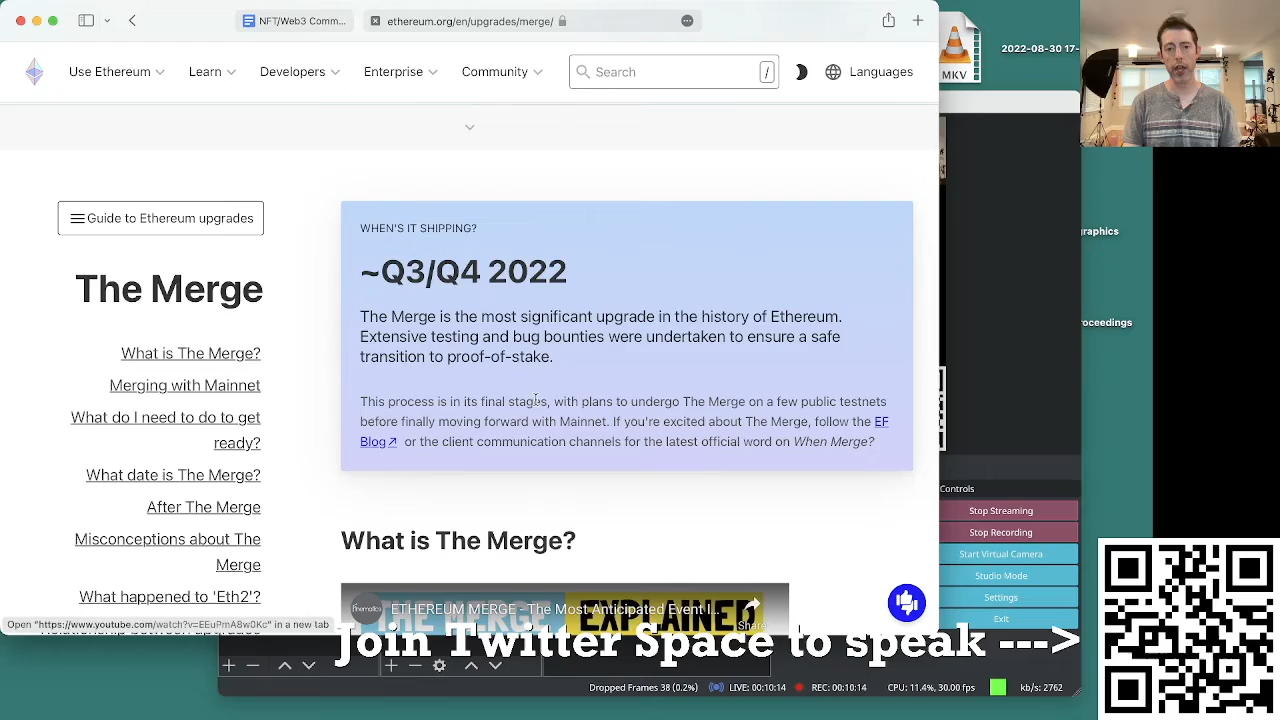 NFT/Web3 Comm...
ethereum.org/en/upgrades/merge/
MKV
2022-08-30 17-
Use Ethereum
Learn
Developers
Enterprise
Community
Search
/
Languages
Guide to Ethereum upgrades
The Merge
What is The Merge?
Merging with Mainnet
What do I need to do to get
ready?
What date is The Merge?
After The Merge
Misconceptions about The
Merge
What happened to 'Eth2'?
WHEN'S IT SHIPPING?
~Q3/Q4 2022
The Merge is the most significant upgrade in the history of Ethereum.
Extensive testing and bug bounties were undertaken to ensure a safe
transition to proof-of-stake.
This process is in its final stages, with plans to undergo The Merge on a few public testnets
before finally moving forward with Mainnet. If you're excited about The Merge, follow the EF
Blog↗ or the client communication channels for the latest official word on When Merge?
What is The Merge?
finematics
ETHEREUM MERGE - The Most Anticipated Event I...
THE MERGE
EXPLAINED
Share
Open "https://www.youtube.com/watch?v=EEuPrnA8w0Kc" in a new tab
graphics
roceedings
Controls
Stop Streaming
Stop Recording
Start Virtual Camera
Studio Mode
Settings
Exit
Join Twitter Space to speak --->
Dropped Frames 38 (0.2%)
LIVE: 00:10:14
REC: 00:10:14
CPU: 11.4%, 30.00 fps
kb/s: 2762